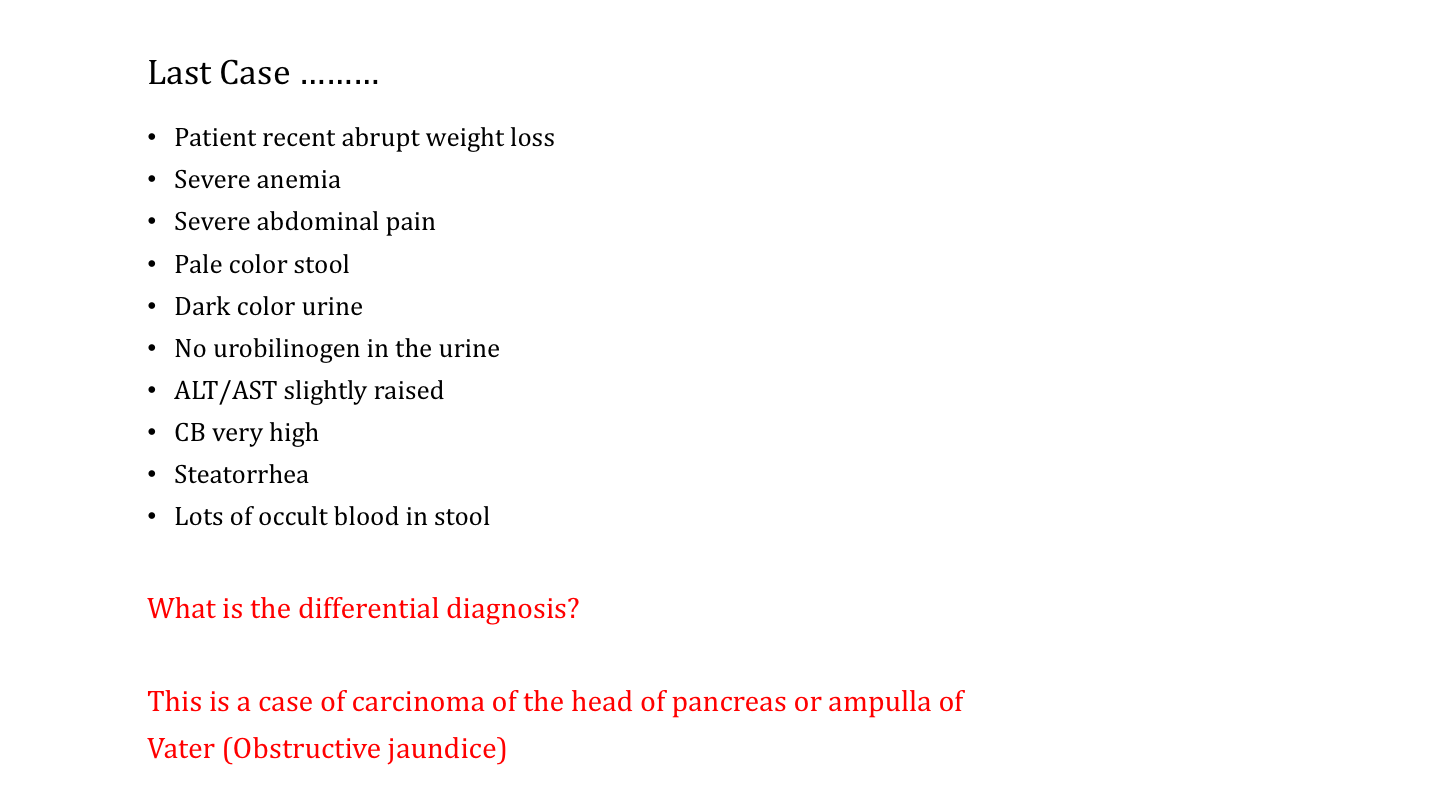 Last Case ………
• Patient recent abrupt weight loss
• Severe anemia
• Severe abdominal pain
• Pale color stool
• Dark color urine
• No urobilinogen in the urine
• ALT/AST slightly raised
• CB very high
• Steatorrhea
• Lots of occult blood in stool
What is the differential diagnosis?
This is a case of carcinoma of the head of pancreas or ampulla of
Vater (Obstructive jaundice)